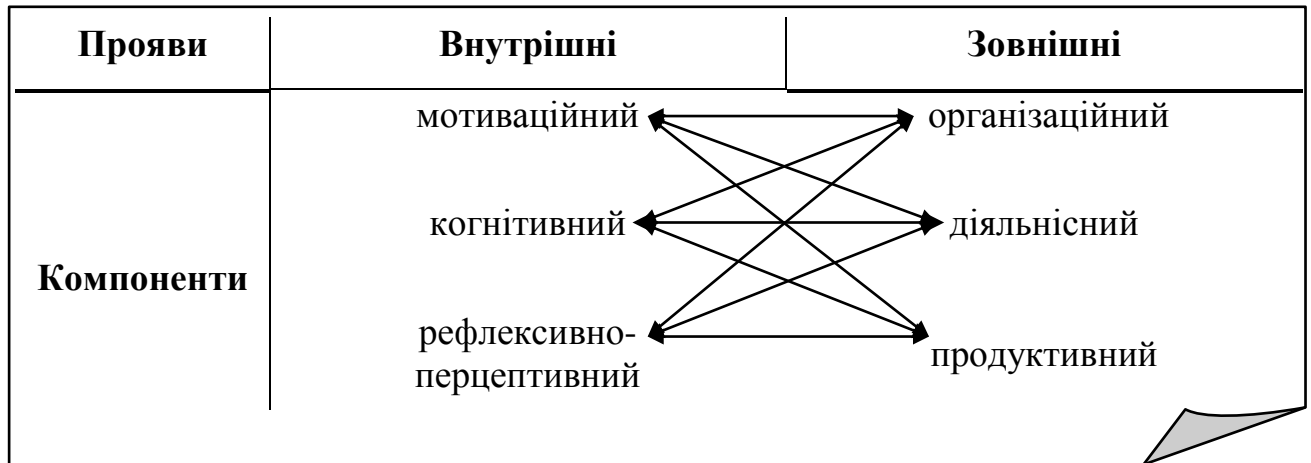 Прояви Внутрішні Зовнішні
мотиваційний організаційний
когнітивний діяльнісний
Компоненти
рефлексивно-
перцептивний продуктивний